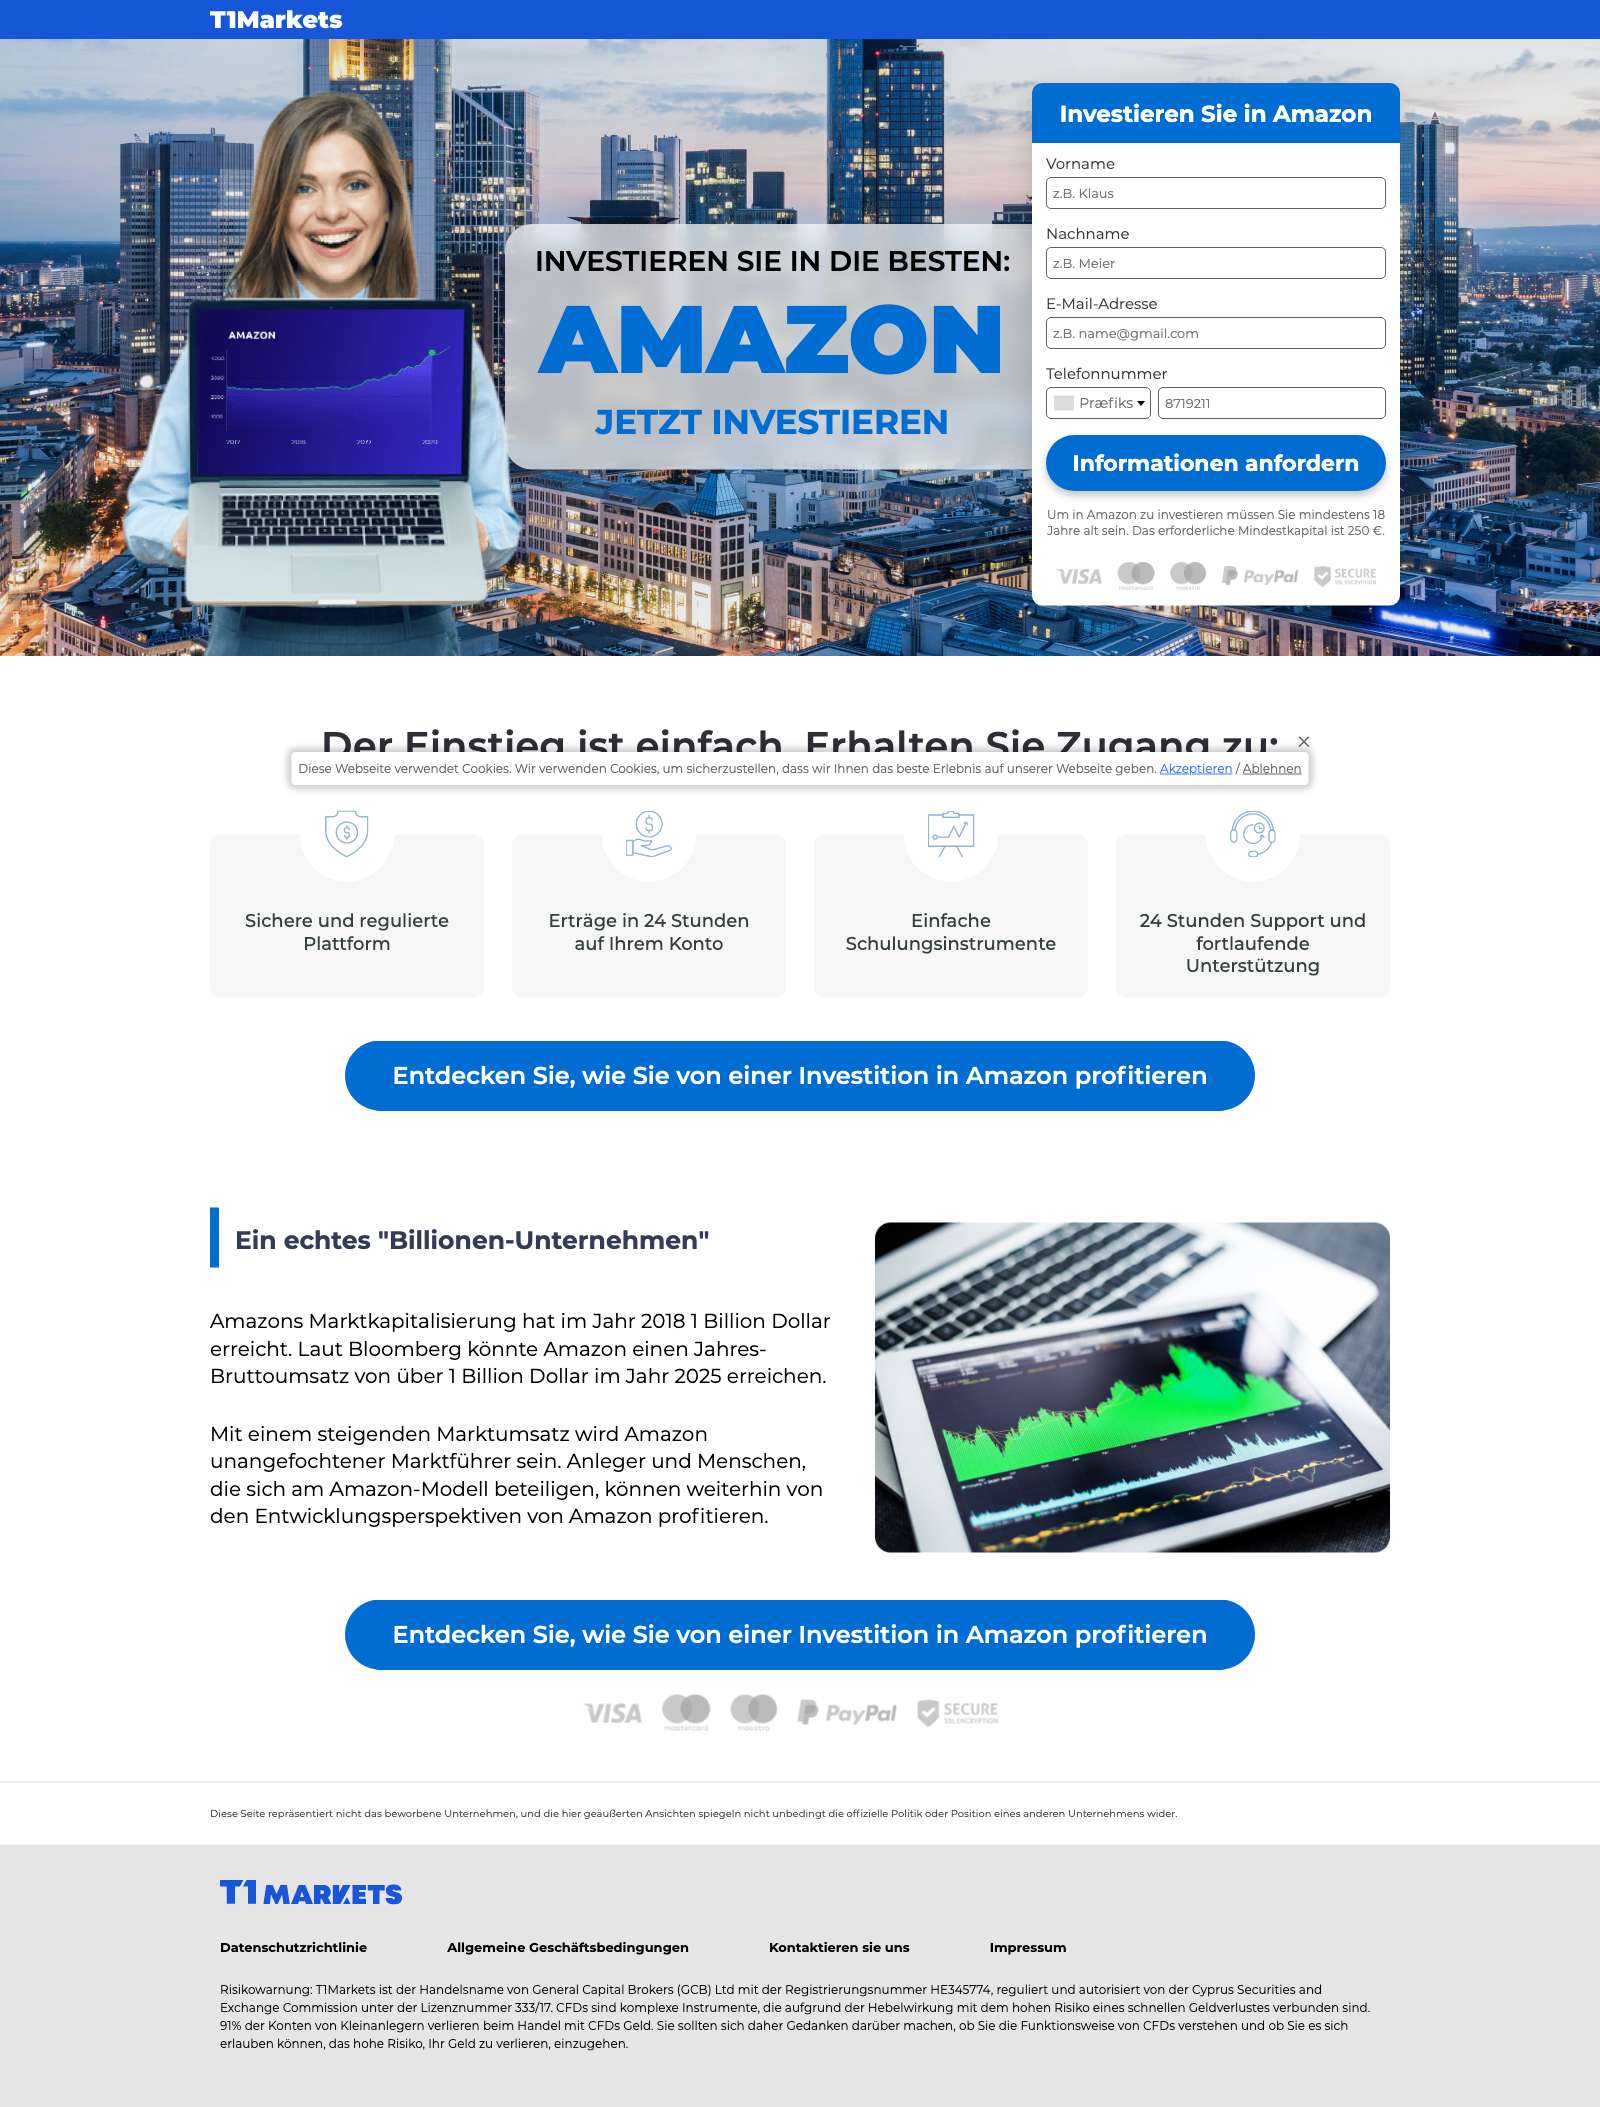 T1Markets
Investieren Sie in Amazon
Vorname
z.B. Klaus
Nachname
z.B. Meier
E-Mail-Adresse
z.B. name@gmail.com
Telefonnummer
Præfiks
8719211
Informationen anfordern
Um in Amazon zu investieren müssen Sie mindestens 18
Jahre alt sein. Das erforderliche Mindestkapital ist 250 €.
VISA
mastercard
maestro
PayPal
SECURE
SSL ENCRYPTION
INVESTIEREN SIE IN DIE BESTEN:
AMAZON
JETZT INVESTIEREN
AMAZON
2017
2018
2019
2020
Der Einstieg ist einfach. Erhalten Sie Zugang zu:
Diese Webseite verwendet Cookies. Wir verwenden Cookies, um sicherzustellen, dass wir Ihnen das beste Erlebnis auf unserer Webseite geben. Akzeptieren / Ablehnen
Sichere und regulierte
Plattform
Erträge in 24 Stunden
auf Ihrem Konto
Einfache
Schulungsinstrumente
24 Stunden Support und
fortlaufende
Unterstützung
Entdecken Sie, wie Sie von einer Investition in Amazon profitieren
Ein echtes "Billionen-Unternehmen"
Amazons Marktkapitalisierung hat im Jahr 2018 1 Billion Dollar
erreicht. Laut Bloomberg könnte Amazon einen Jahres-
Bruttoumsatz von über 1 Billion Dollar im Jahr 2025 erreichen.
Mit einem steigenden Marktumsatz wird Amazon
unangefochtener Marktführer sein. Anleger und Menschen,
die sich am Amazon-Modell beteiligen, können weiterhin von
den Entwicklungsperspektiven von Amazon profitieren.
Entdecken Sie, wie Sie von einer Investition in Amazon profitieren
VISA
mastercard
maestro
PayPal
SECURE
SSL ENCRYPTION
Diese Seite repräsentiert nicht das beworbene Unternehmen, und die hier geäußerten Ansichten spiegeln nicht unbedingt die offizielle Politik oder Position eines anderen Unternehmens wider.
T1 MARKETS
Datenschutzrichtlinie
Allgemeine Geschäftsbedingungen
Kontaktieren sie uns
Impressum
Risikowarnung: T1Markets ist der Handelsname von General Capital Brokers (GCB) Ltd mit der Registrierungsnummer HE345774, reguliert und autorisiert von der Cyprus Securities and
Exchange Commission unter der Lizenznummer 333/17. CFDs sind komplexe Instrumente, die aufgrund der Hebelwirkung mit dem hohen Risiko eines schnellen Geldverlustes verbunden sind.
91% der Konten von Kleinanlegern verlieren beim Handel mit CFDs Geld. Sie sollten sich daher Gedanken darüber machen, ob Sie die Funktionsweise von CFDs verstehen und ob Sie es sich
erlauben können, das hohe Risiko, Ihr Geld zu verlieren, einzugehen.